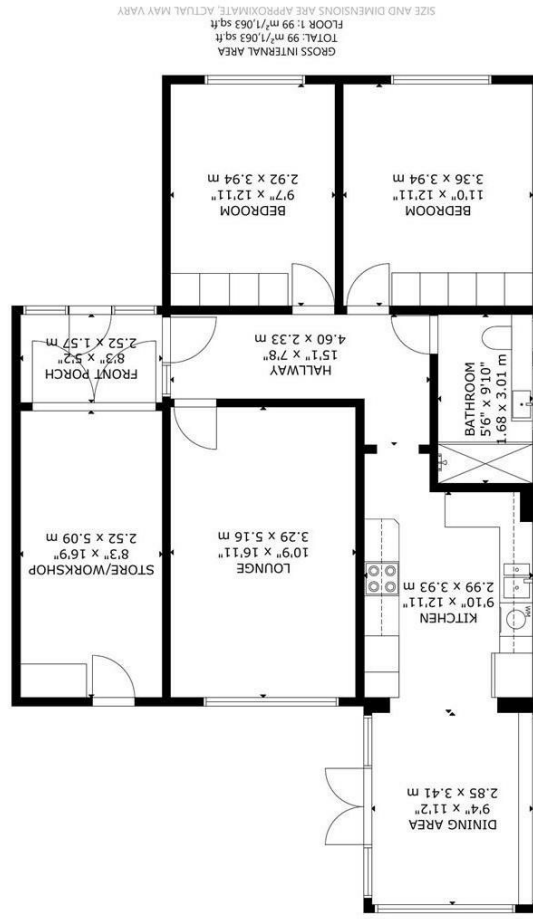 GROSS INTERNAL AREA
TOTAL: 99 m²/1,063 sq.ft
FLOOR 1: 99 m²/1,063 sq.ft
SIZE AND DIMENSIONS ARE APPROXIMATE, ACTUAL MAY VARY
DINING AREA
9'4" x 11'2"
2.85 x 3.41 m
KITCHEN
9'10" x 12'11"
2.99 x 3.93 m
WM
LOUNGE
10'9" x 16'11"
3.29 x 5.16 m
STORE/WORKSHOP
8'3" x 16'9"
2.52 x 5.09 m
BATHROOM
5'6" x 9'10"
1.68 x 3.01 m
HALLWAY
15'1" x 7'8"
4.60 x 2.33 m
FRONT PORCH
8'3" x 5'2"
2.52 x 1.57 m
BEDROOM
11'0" x 12'11"
3.36 x 3.94 m
BEDROOM
9'7" x 12'11"
2.92 x 3.94 m